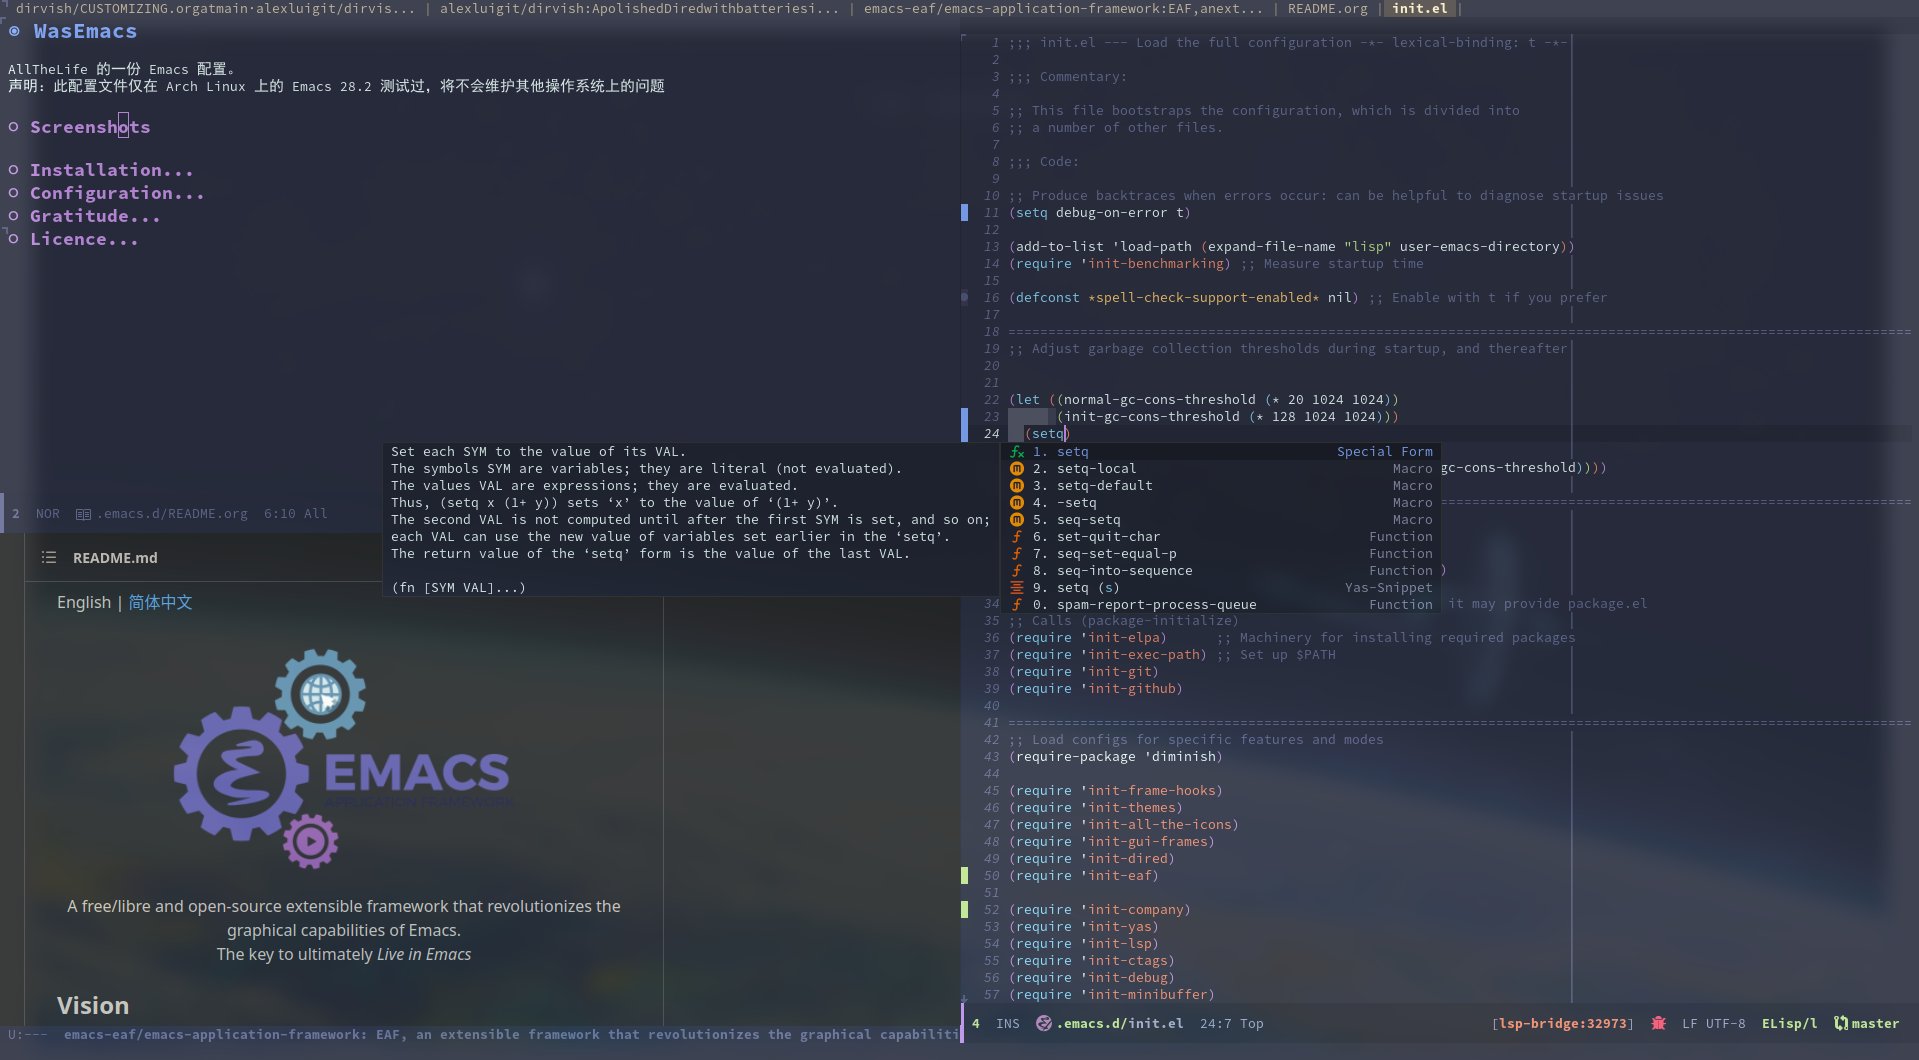 dirvish/CUSTOMIZING.orgatmain·alexluigit/dirvis... | alexluigit/dirvish:ApolishedDiredwithbatteriesi... | emacs-eaf/emacs-application-framework:EAF,anext... | README.org | init.el |
WasEmacs
AllTheLife 的一份 Emacs 配置。
声明: 此配置文件仅在 Arch Linux 上的 Emacs 28.2 测试过, 将不会维护其他操作系统上的问题
Screenshots
Installation...
Configuration...
Gratitude...
Licence...
2 NOR .emacs.d/README.org 6:10 All
README.md
English | 简体中文
EMACS
APPLICATION FRAMEWORK
A free/libre and open-source extensible framework that revolutionizes the
graphical capabilities of Emacs.
The key to ultimately Live in Emacs
Vision
U:--- emacs-eaf/emacs-application-framework: EAF, an extensible framework that revolutionizes the graphical capabiliti
1 ;;; init.el --- Load the full configuration -*- lexical-binding: t -*-
2
3 ;;; Commentary:
4
5 ;; This file bootstraps the configuration, which is divided into
6 ;; a number of other files.
7
8 ;;; Code:
9
10 ;; Produce backtraces when errors occur: can be helpful to diagnose startup issues
11 (setq debug-on-error t)
12
13 (add-to-list 'load-path (expand-file-name "lisp" user-emacs-directory))
14 (require 'init-benchmarking) ;; Measure startup time
15
16 (defconst *spell-check-support-enabled* nil) ;; Enable with t if you prefer
17
18
19 ;; Adjust garbage collection thresholds during startup, and thereafter
20
21
22 (let ((normal-gc-cons-threshold (* 20 1024 1024))
23 (init-gc-cons-threshold (* 128 1024 1024)))
24 (setq)
Set each SYM to the value of its VAL.
The symbols SYM are variables; they are literal (not evaluated).
The values VAL are expressions; they are evaluated.
Thus, (setq x (1+ y)) sets ‘x’ to the value of ‘(1+ y)’.
The second VAL is not computed until after the first SYM is set, and so on;
each VAL can use the new value of variables set earlier in the ‘setq’.
The return value of the ‘setq’ form is the value of the last VAL.
(fn [SYM VAL]...)
1. setq Special Form
2. setq-local Macro
gc-cons-threshold))))
3. setq-default Macro
4. -setq Macro
5. seq-setq Macro
6. set-quit-char Function
7. seq-set-equal-p Function
8. seq-into-sequence Function )
9. setq (s) Yas-Snippet
0. spam-report-process-queue Function
34 it may provide package.el
35 ;; Calls (package-initialize)
36 (require 'init-elpa) ;; Machinery for installing required packages
37 (require 'init-exec-path) ;; Set up $PATH
38 (require 'init-git)
39 (require 'init-github)
40
41
42 ;; Load configs for specific features and modes
43 (require-package 'diminish)
44
45 (require 'init-frame-hooks)
46 (require 'init-themes)
47 (require 'init-all-the-icons)
48 (require 'init-gui-frames)
49 (require 'init-dired)
50 (require 'init-eaf)
51
52 (require 'init-company)
53 (require 'init-yas)
54 (require 'init-lsp)
55 (require 'init-ctags)
56 (require 'init-debug)
57 (require 'init-minibuffer)
4 INS .emacs.d/init.el 24:7 Top [lsp-bridge:32973] LF UTF-8 ELisp/l master